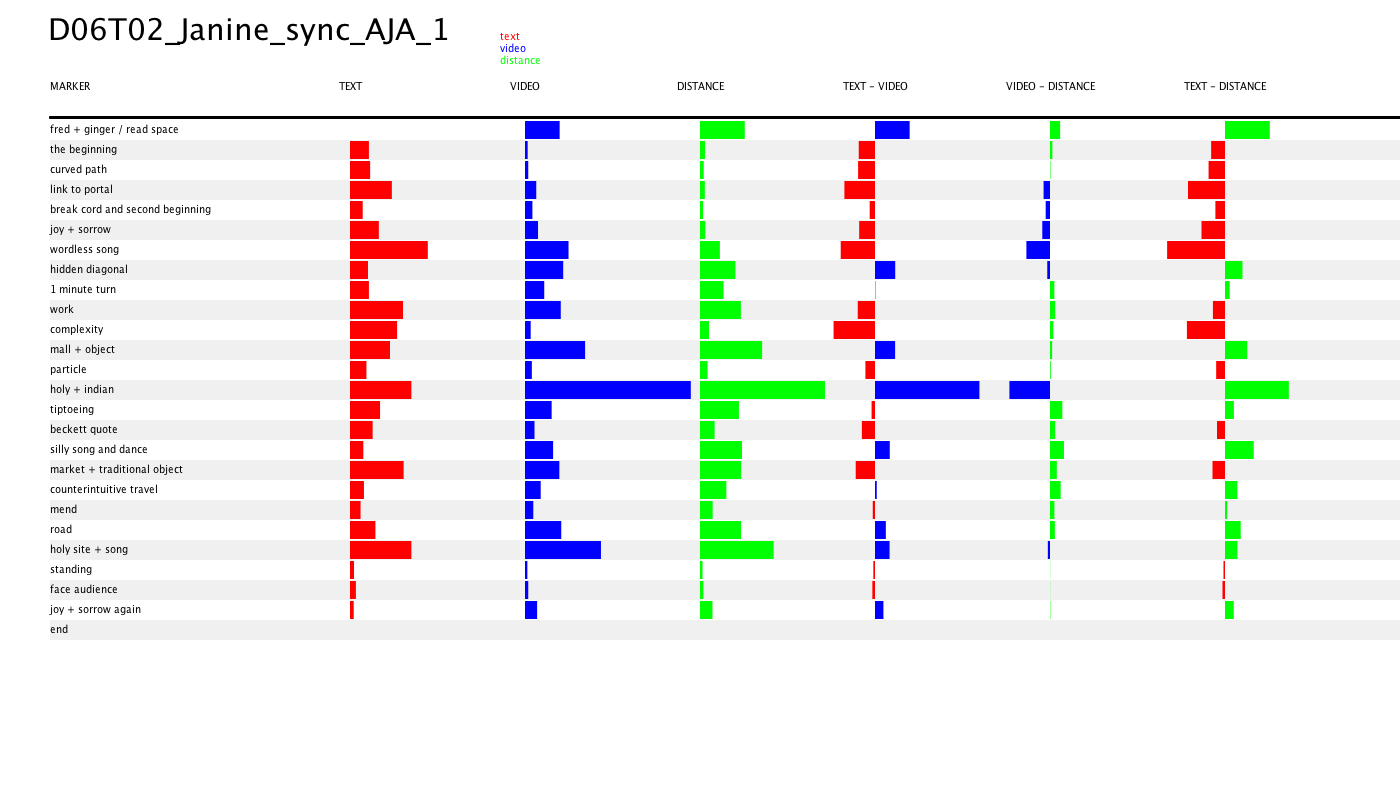 D06T02_Janine_sync_AJA_1
text
video
distance
MARKER TEXT VIDEO DISTANCE TEXT - VIDEO VIDEO - DISTANCE TEXT - DISTANCE
fred + ginger / read space
the beginning
curved path
link to portal
break cord and second beginning
joy + sorrow
wordless song
hidden diagonal
1 minute turn
work
complexity
mall + object
particle
holy + indian
tiptoeing
beckett quote
silly song and dance
market + traditional object
counterintuitive travel
mend
road
holy site + song
standing
face audience
joy + sorrow again
end